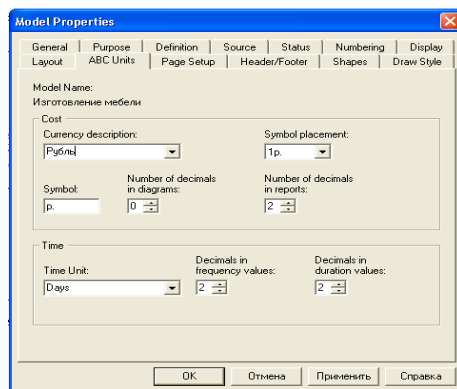 Model Properties
General Purpose Definition Source Status Numbering Display
Layout ABC Units Page Setup Header/Footer Shapes Draw Style
Model Name:
Изготовление мебели
Cost
Currency description: Symbol placement:
Рубль 1р.
Symbol: Number of decimals in diagrams: Number of decimals in reports:
р. 0 2
Time
Time Unit: Decimals in frequency values: Decimals in duration values:
Days 2 2
OK Отмена Применить Справка